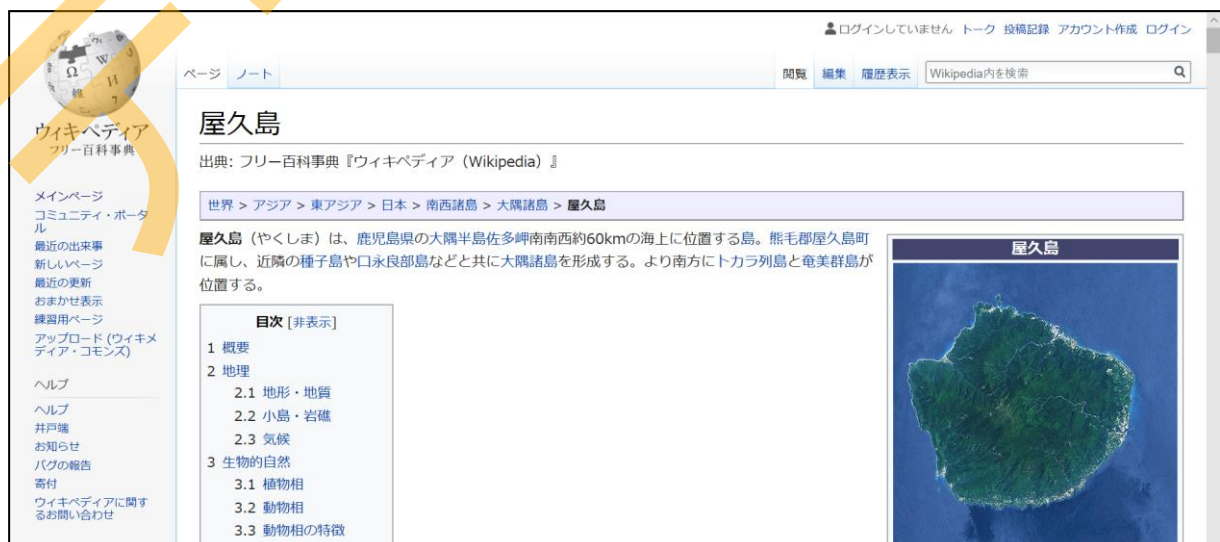 ログインしていません トーク 投稿記録 アカウント作成 ログイン
ページ ノート 閲覧 編集 履歴表示 Wikipedia内を検索
ウィキペディア
フリー百科事典
メインページ
コミュニティ・ポータ
ル
最近の出来事
新しいページ
最近の更新
おまかせ表示
練習用ページ
アップロード (ウィキメ
ディア・コモンズ)
ヘルプ
ヘルプ
井戸端
お知らせ
バグの報告
寄付
ウィキペディアに関す
るお問い合わせ
屋久島
出典: フリー百科事典『ウィキペディア（Wikipedia）』
世界 > アジア > 東アジア > 日本 > 南西諸島 > 大隅諸島 > 屋久島
屋久島（やくしま）は、鹿児島県の大隅半島佐多岬南南西約60kmの海上に位置する島。熊毛郡屋久島町
に属し、近隣の種子島や口永良部島などと共に大隅諸島を形成する。より南方にトカラ列島と奄美群島が
位置する。
目次 [非表示]
1 概要
2 地理
2.1 地形・地質
2.2 小島・岩礁
2.3 気候
3 生物的自然
3.1 植物相
3.2 動物相
3.3 動物相の特徴
屋久島